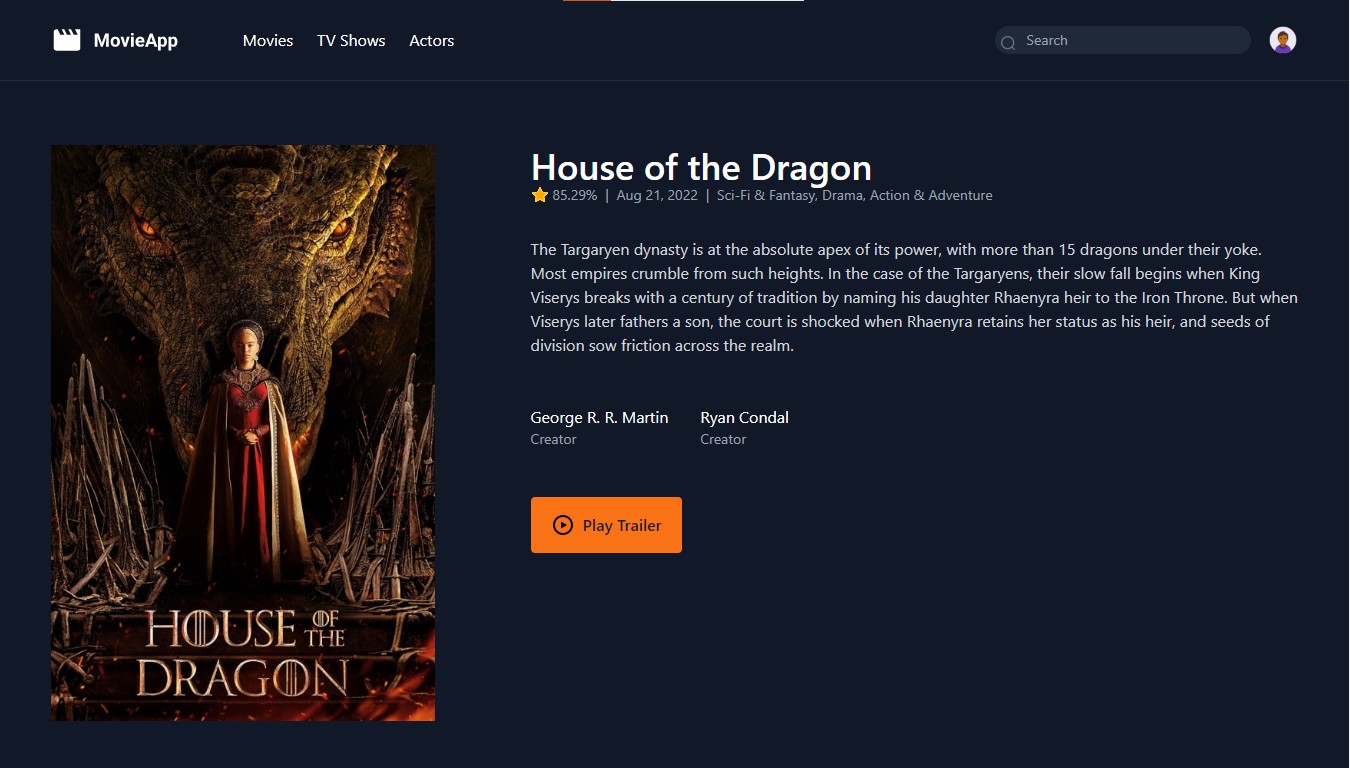 MovieApp Movies TV Shows Actors Search
House of the Dragon
85.29% | Aug 21, 2022 | Sci-Fi & Fantasy, Drama, Action & Adventure
The Targaryen dynasty is at the absolute apex of its power, with more than 15 dragons under their yoke.
Most empires crumble from such heights. In the case of the Targaryens, their slow fall begins when King
Viserys breaks with a century of tradition by naming his daughter Rhaenyra heir to the Iron Throne. But when
Viserys later fathers a son, the court is shocked when Rhaenyra retains her status as his heir, and seeds of
division sow friction across the realm.
George R. R. Martin Ryan Condal
Creator Creator
Play Trailer
HOUSE OF THE
DRAGON